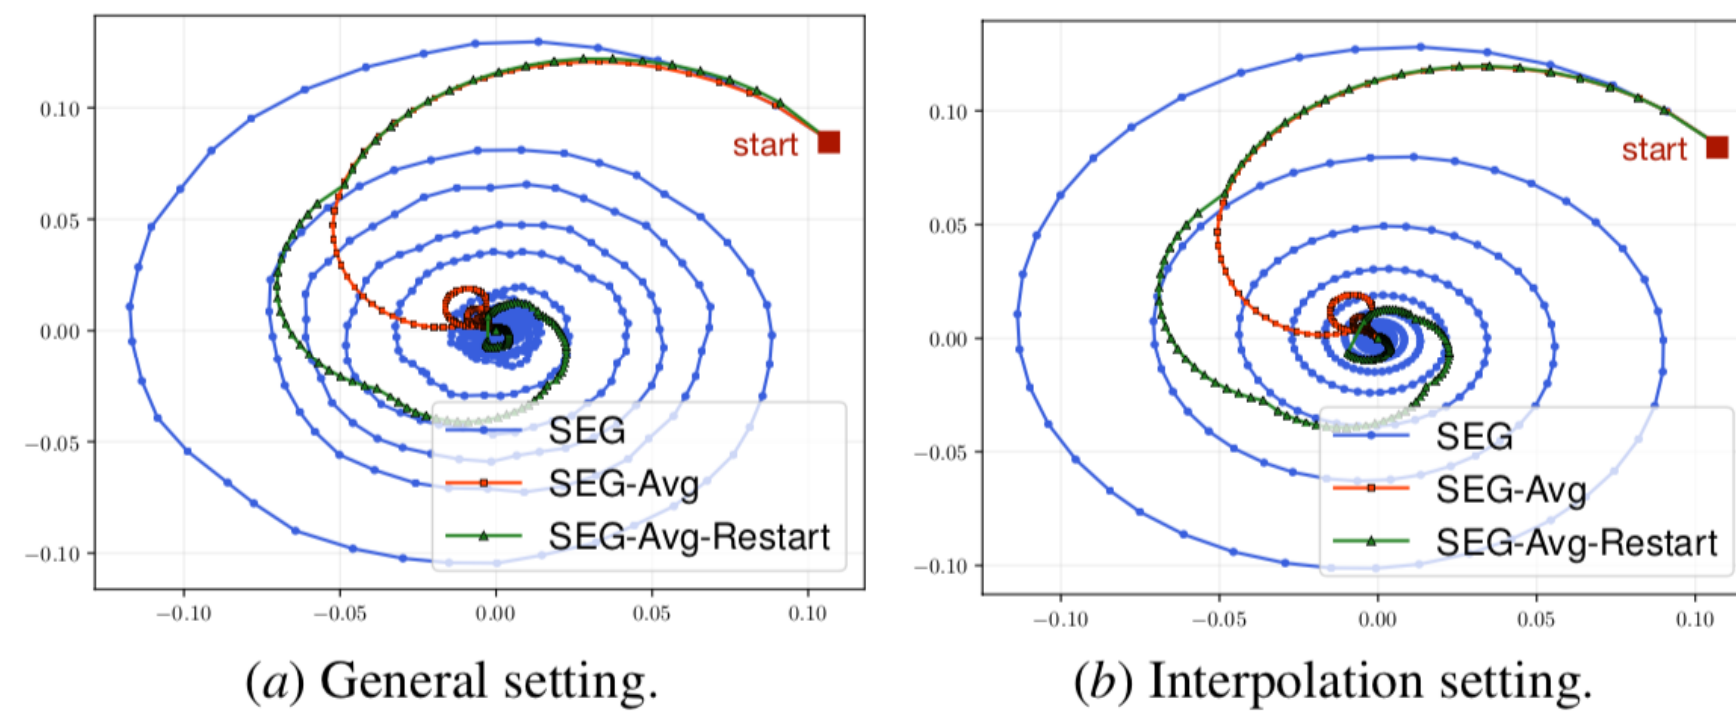 0.10
0.05
0.00
−0.05
−0.10
start
SEG
SEG-Avg
SEG-Avg-Restart
−0.10 −0.05 0.00 0.05 0.10
(a) General setting.
0.10
0.05
0.00
−0.05
−0.10
start
SEG
SEG-Avg
SEG-Avg-Restart
−0.10 −0.05 0.00 0.05 0.10
(b) Interpolation setting.